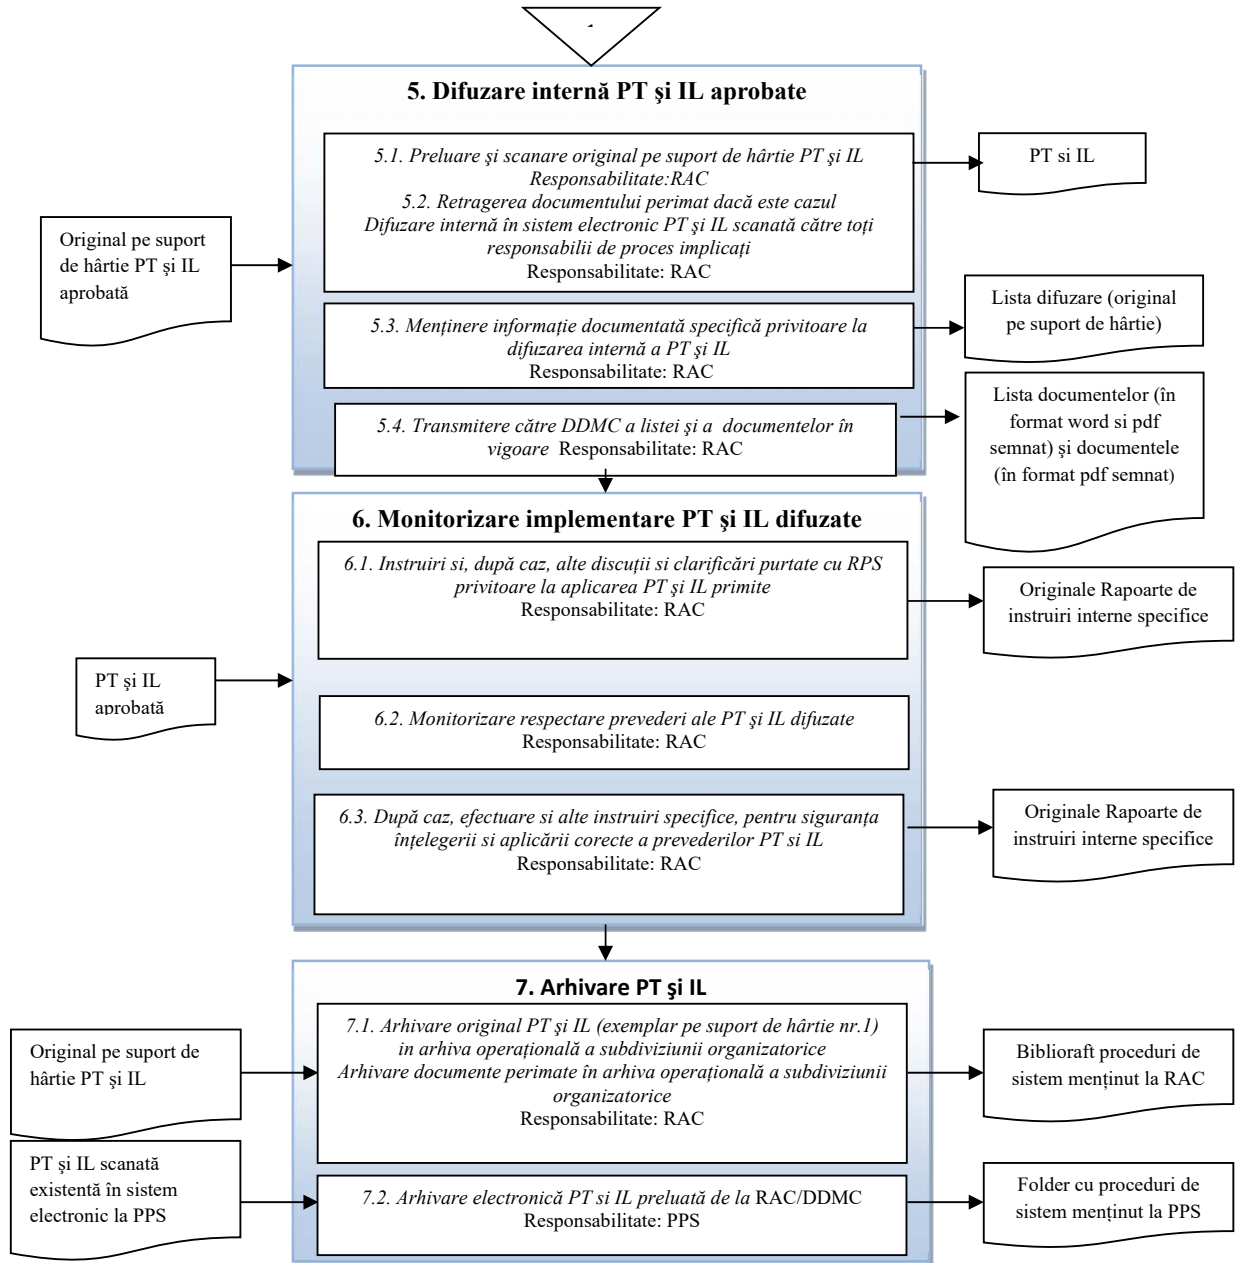 5. Difuzare internă PT şi IL aprobate
5.1. Preluare şi scanare original pe suport de hârtie PT şi IL
Responsabilitate:RAC
5.2. Retragerea documentului perimat dacă este cazul
Difuzare internă în sistem electronic PT şi IL scanată către toți
responsabilii de proces implicați
Responsabilitate: RAC
PT si IL
Original pe suport
de hârtie PT şi IL
aprobată
5.3. Menținere informație documentată specifică privitoare la
difuzarea internă a PT şi IL
Responsabilitate: RAC
Lista difuzare (original
pe suport de hârtie)
5.4. Transmitere către DDMC a listei şi a documentelor în
vigoare Responsabilitate: RAC
Lista documentelor (în
format word si pdf
semnat) şi documentele
(în format pdf semnat)
6. Monitorizare implementare PT şi IL difuzate
6.1. Instruiri si, după caz, alte discuții si clarificări purtate cu RPS
privitoare la aplicarea PT şi IL primite
Responsabilitate: RAC
Originale Rapoarte de
instruiri interne specifice
PT şi IL
aprobată
6.2. Monitorizare respectare prevederi ale PT şi IL difuzate
Responsabilitate: RAC
6.3. După caz, efectuare si alte instruiri specifice, pentru siguranța
înțelegerii si aplicării corecte a prevederilor PT si IL
Responsabilitate: RAC
Originale Rapoarte de
instruiri interne specifice
7. Arhivare PT şi IL
7.1. Arhivare original PT şi IL (exemplar pe suport de hârtie nr.1)
in arhiva operațională a subdiviziunii organizatorice
Arhivare documente perimate în arhiva operațională a subdiviziunii
organizatorice
Responsabilitate: RAC
Original pe suport de
hârtie PT şi IL
Biblioraft proceduri de
sistem menținut la RAC
PT şi IL scanată
existentă în sistem
electronic la PPS
7.2. Arhivare electronică PT si IL preluată de la RAC/DDMC
Responsabilitate: PPS
Folder cu proceduri de
sistem menținut la PPS